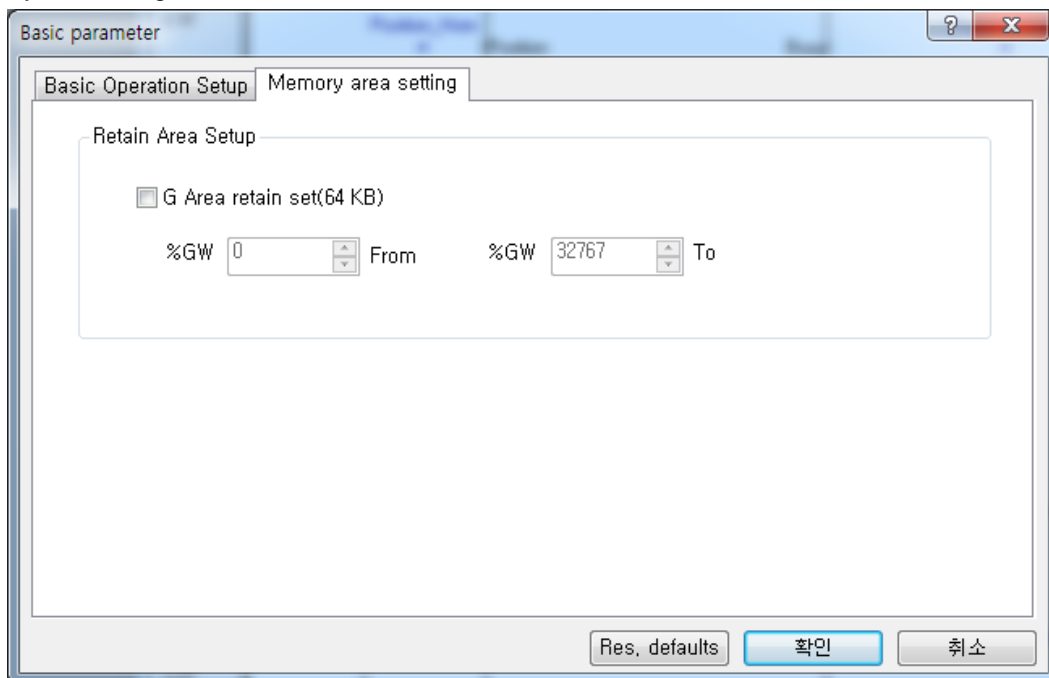 Basic parameter
Basic Operation Setup Memory area setting
Retain Area Setup
G Area retain set(64 KB)
%GW 0 From %GW 32767 To
Res, defaults 확인 취소